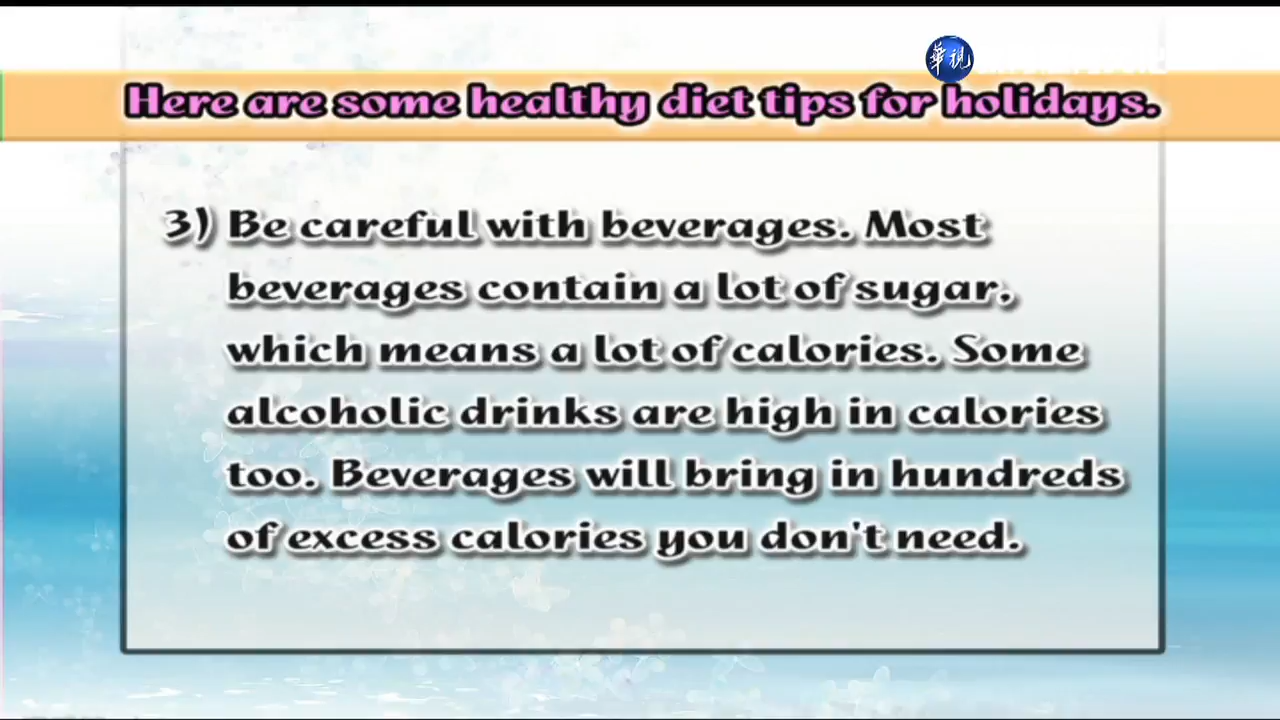 華視
Here are some healthy diet tips for holidays.
3) Be careful with beverages. Most
beverages contain a lot of sugar,
which means a lot of calories. Some
alcoholic drinks are high in calories
too. Beverages will bring in hundreds
of excess calories you don't need.